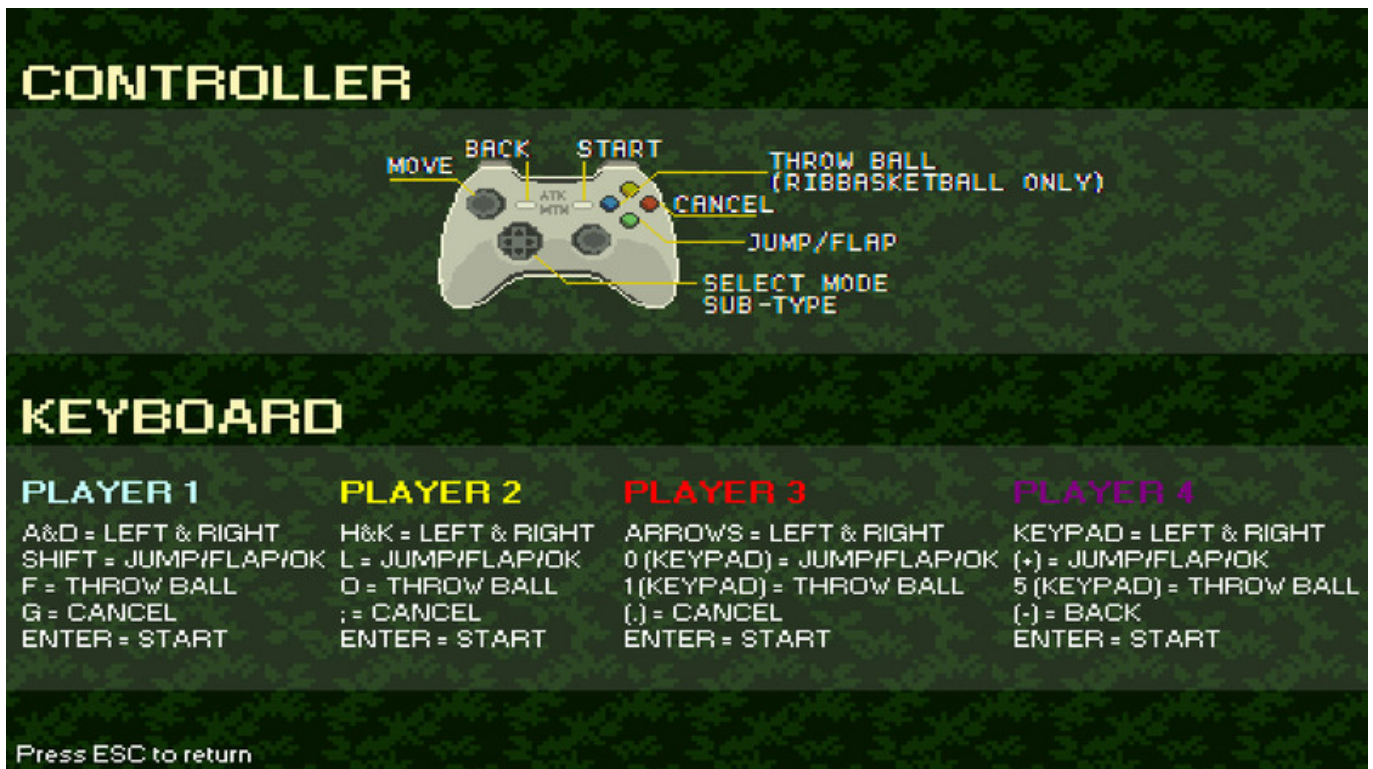 CONTROLLER
BACK
START
MOVE
THROW BALL
(RIBBASKETBALL ONLY)
ATK
MTN
CANCEL
JUMP/FLAP
SELECT MODE
SUB-TYPE
KEYBOARD
PLAYER 1
A&D = LEFT & RIGHT
SHIFT = JUMP/FLAP/OK
F = THROW BALL
G = CANCEL
ENTER = START
PLAYER 2
H&K = LEFT & RIGHT
L = JUMP/FLAP/OK
O = THROW BALL
; = CANCEL
ENTER = START
PLAYER 3
ARROWS = LEFT & RIGHT
0 (KEYPAD) = JUMP/FLAP/OK
1(KEYPAD) = THROW BALL
(.) = CANCEL
ENTER = START
PLAYER 4
KEYPAD = LEFT & RIGHT
(+) = JUMP/FLAP/OK
5 (KEYPAD) = THROW BALL
(-) = BACK
ENTER = START
Press ESC to return